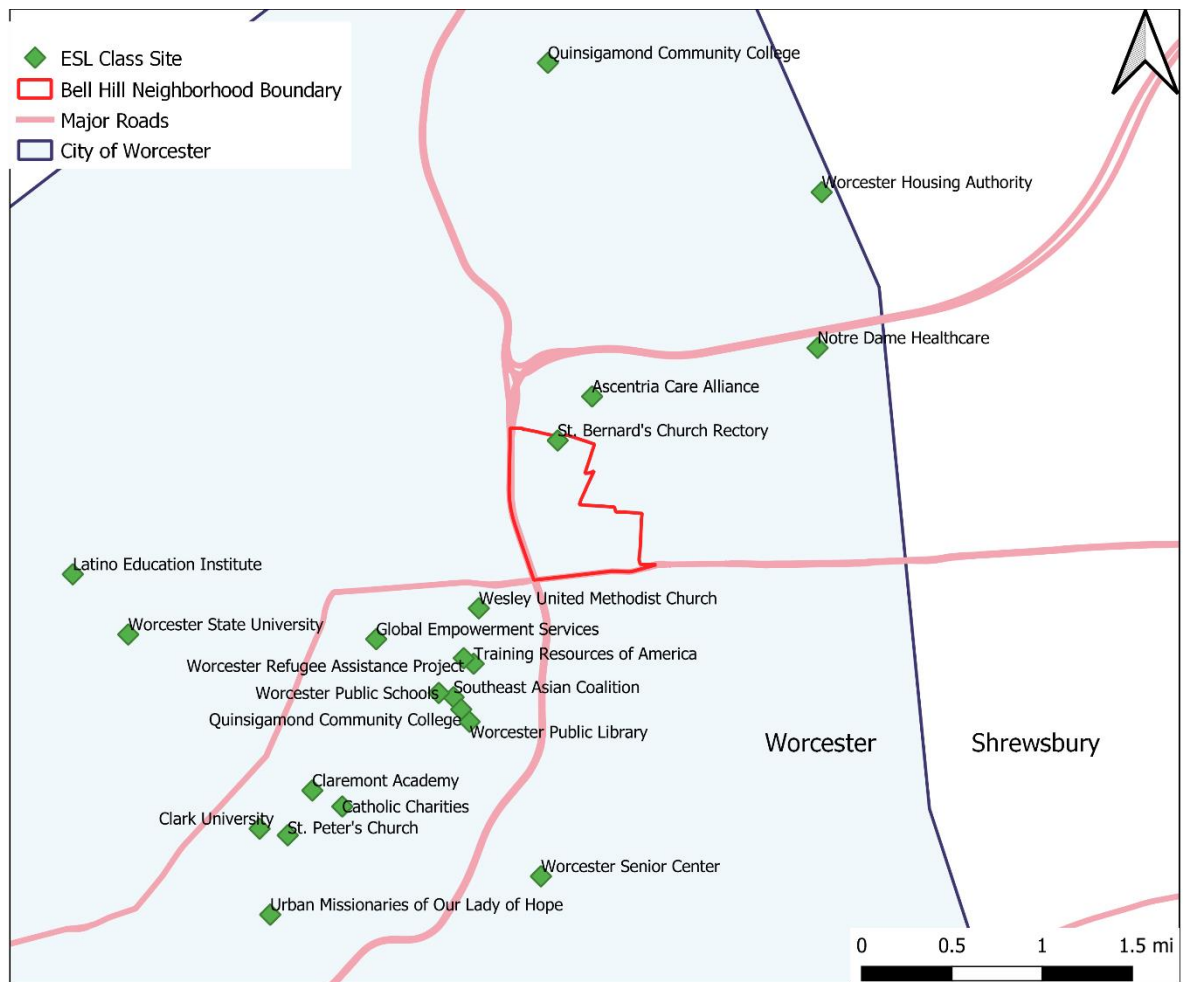 Quinsigamond Community College
ESL Class Site
Bell Hill Neighborhood Boundary
Major Roads
City of Worcester
Worcester Housing Authority
Notre Dame Healthcare
Ascentria Care Alliance
St. Bernard's Church Rectory
Latino Education Institute
Wesley United Methodist Church
Worcester State University
Global Empowerment Services
Training Resources of America
Worcester Refugee Assistance Project
Southeast Asian Coalition
Worcester Public Schools
Quinsigamond Community College
Worcester Public Library
Worcester
Shrewsbury
Claremont Academy
Catholic Charities
Clark University
St. Peter's Church
Worcester Senior Center
Urban Missionaries of Our Lady of Hope
0 0.5 1 1.5 mi